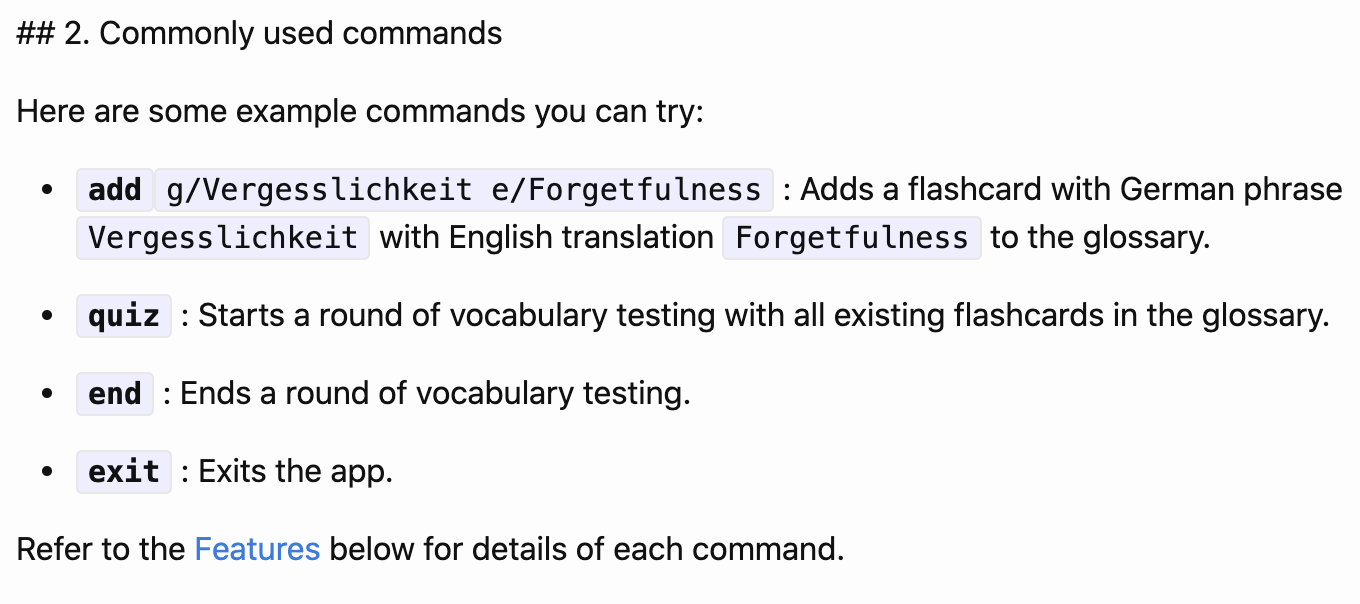 ## 2. Commonly used commands
Here are some example commands you can try:
• add g/Vergesslichkeit e/Forgetfulness : Adds a flashcard with German phrase
Vergesslichkeit with English translation Forgetfulness to the glossary.
• quiz : Starts a round of vocabulary testing with all existing flashcards in the glossary.
• end : Ends a round of vocabulary testing.
• exit : Exits the app.
Refer to the Features below for details of each command.